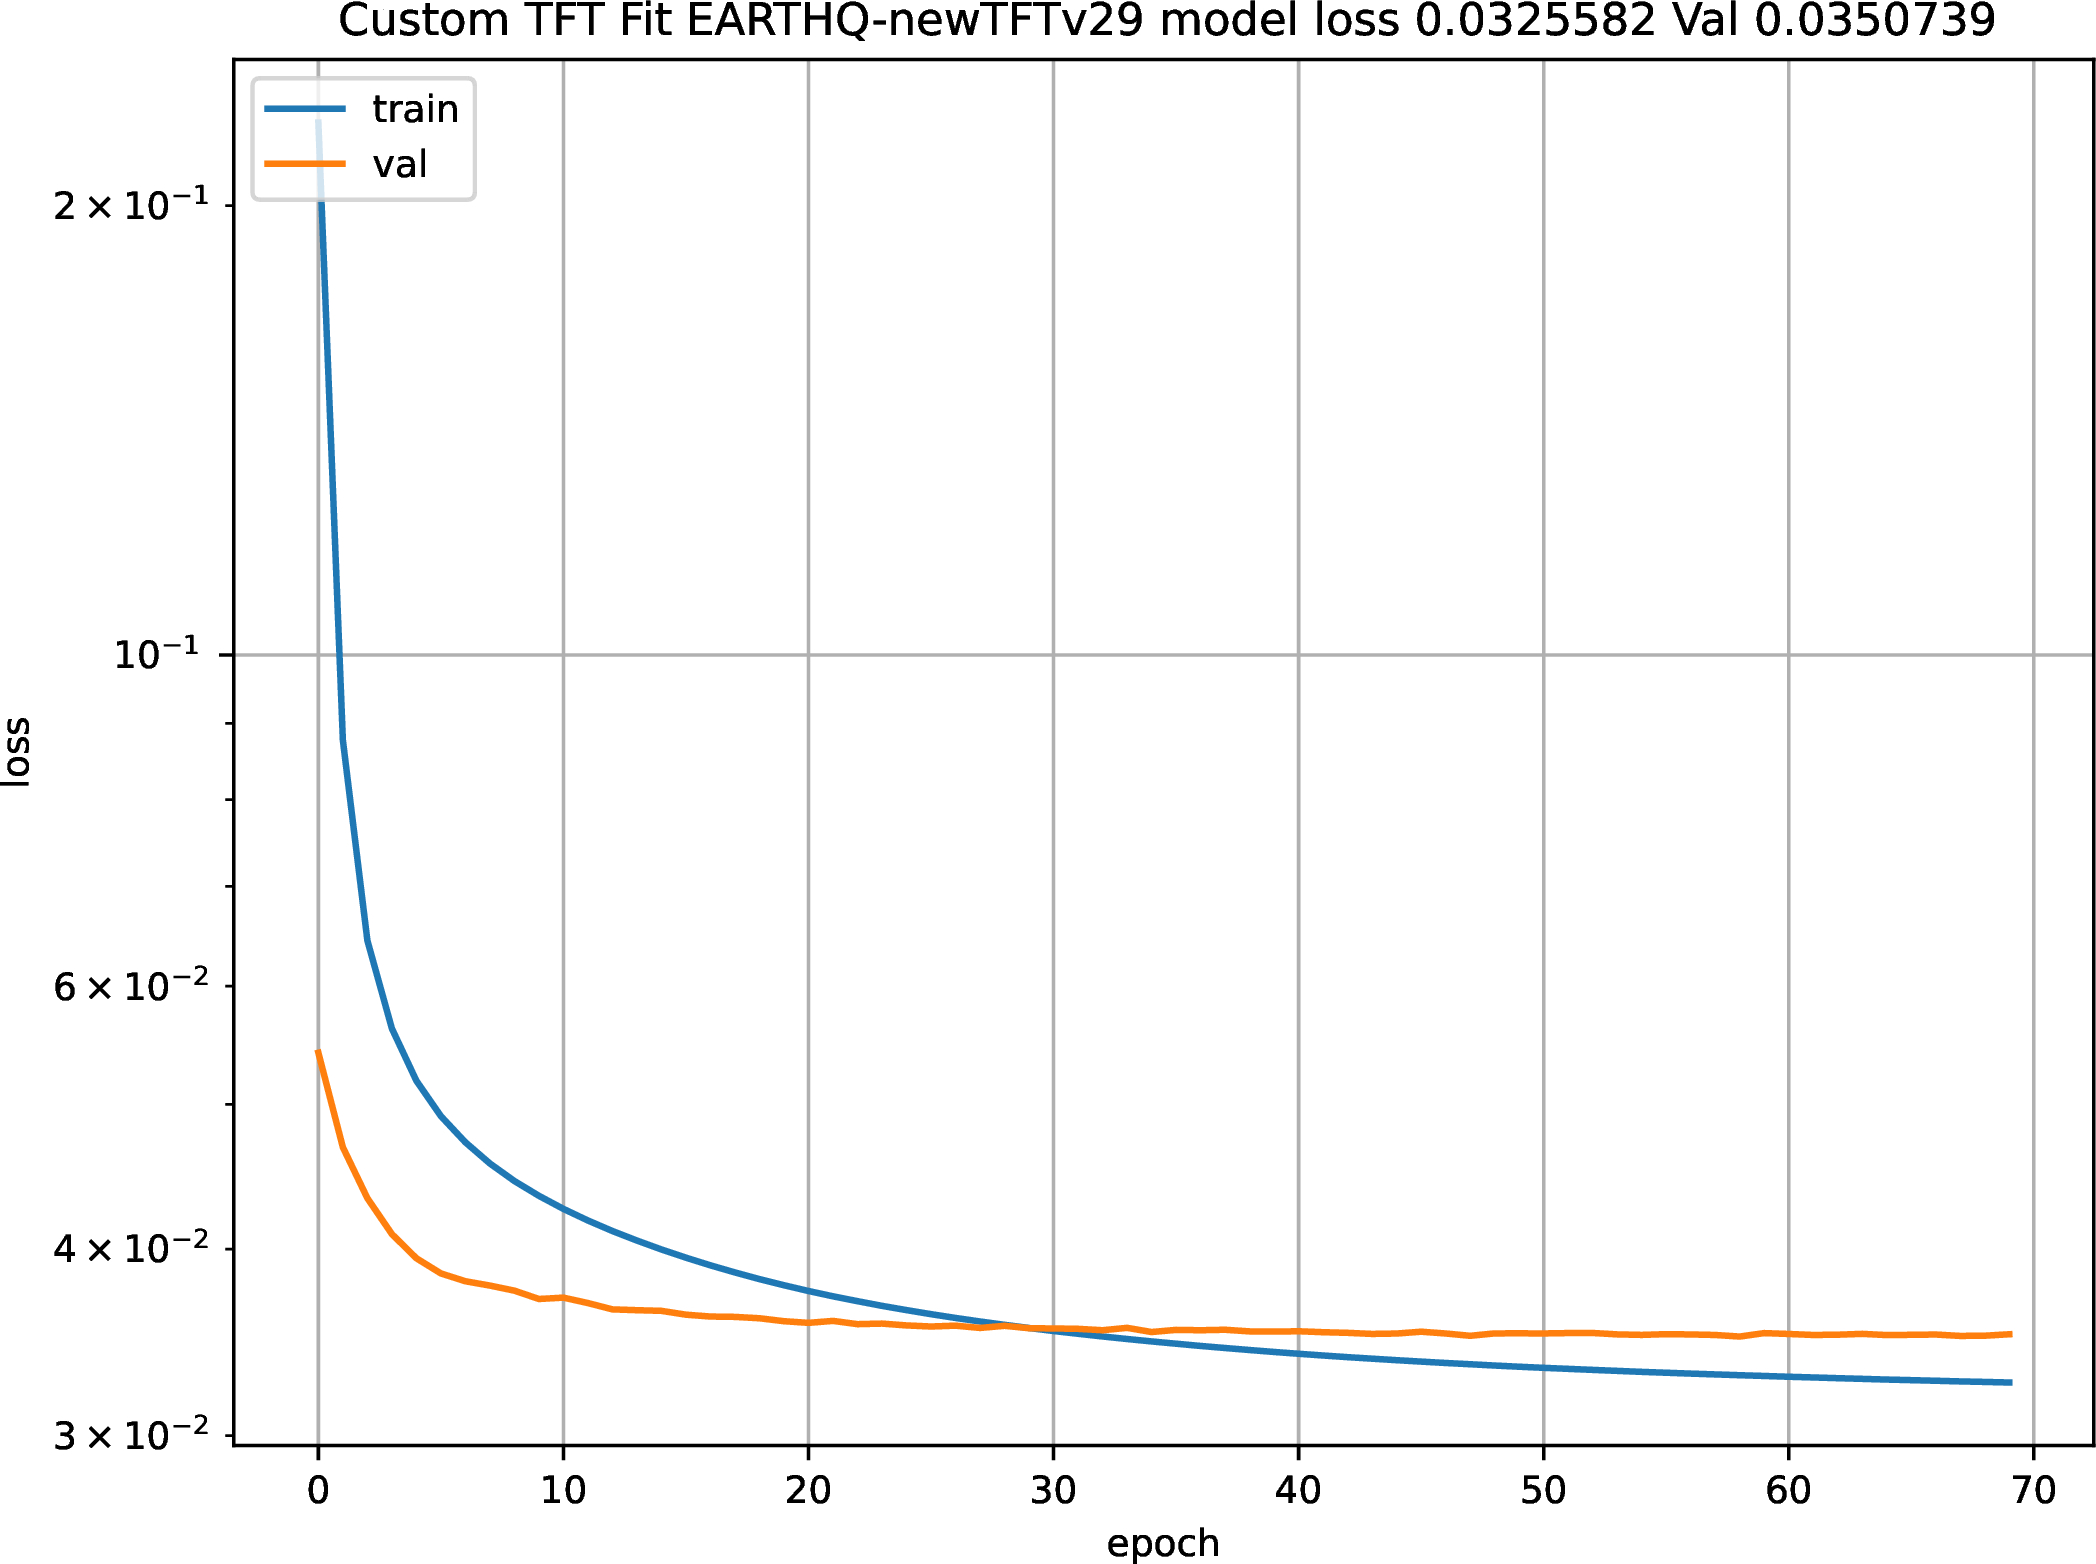 Custom TFT Fit EARTHQ-newTFTv29 model loss 0.0325582 Val 0.0350739
train
val
2 × 10⁻¹
10⁻¹
6 × 10⁻²
4 × 10⁻²
3 × 10⁻²
loss
0 10 20 30 40 50 60 70
epoch